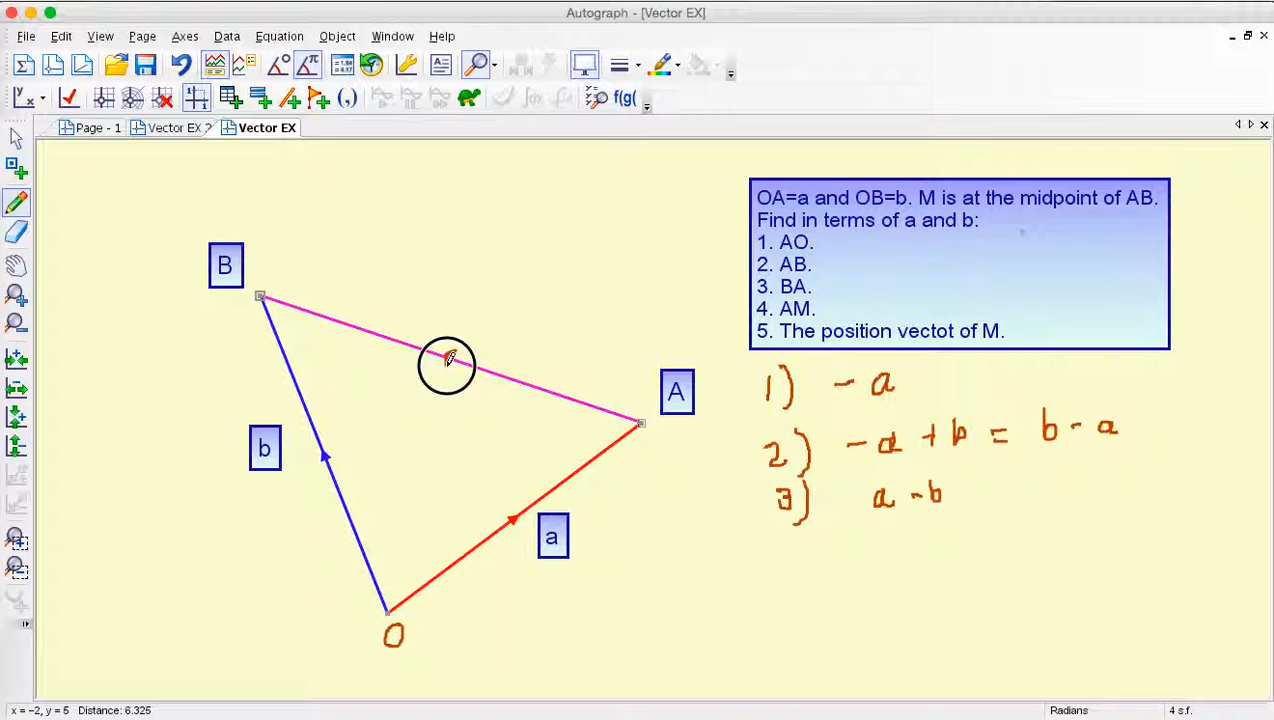 Autograph - [Vector EX]
File Edit View Page Axes Data Equation Object Window Help
f(g(
Page - 1 Vector EX 2 Vector EX
OA=a and OB=b. M is at the midpoint of AB.
Find in terms of a and b:
1. AO.
2. AB.
3. BA.
4. AM.
5. The position vectot of M.
B
A
b
a
O
1) - a
2) - a + b = b - a
3) a - b
x = −2, y = 5 Distance: 6.325
Radians
4 s.f.